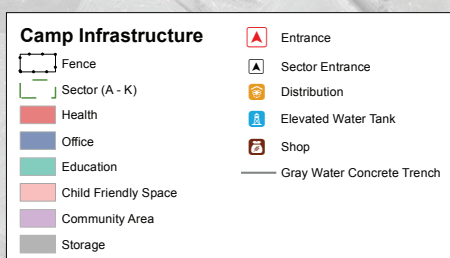 Camp Infrastructure
Fence
Sector (A - K)
Health
Office
Education
Child Friendly Space
Community Area
Storage
Entrance
Sector Entrance
Distribution
Elevated Water Tank
Shop
Gray Water Concrete Trench